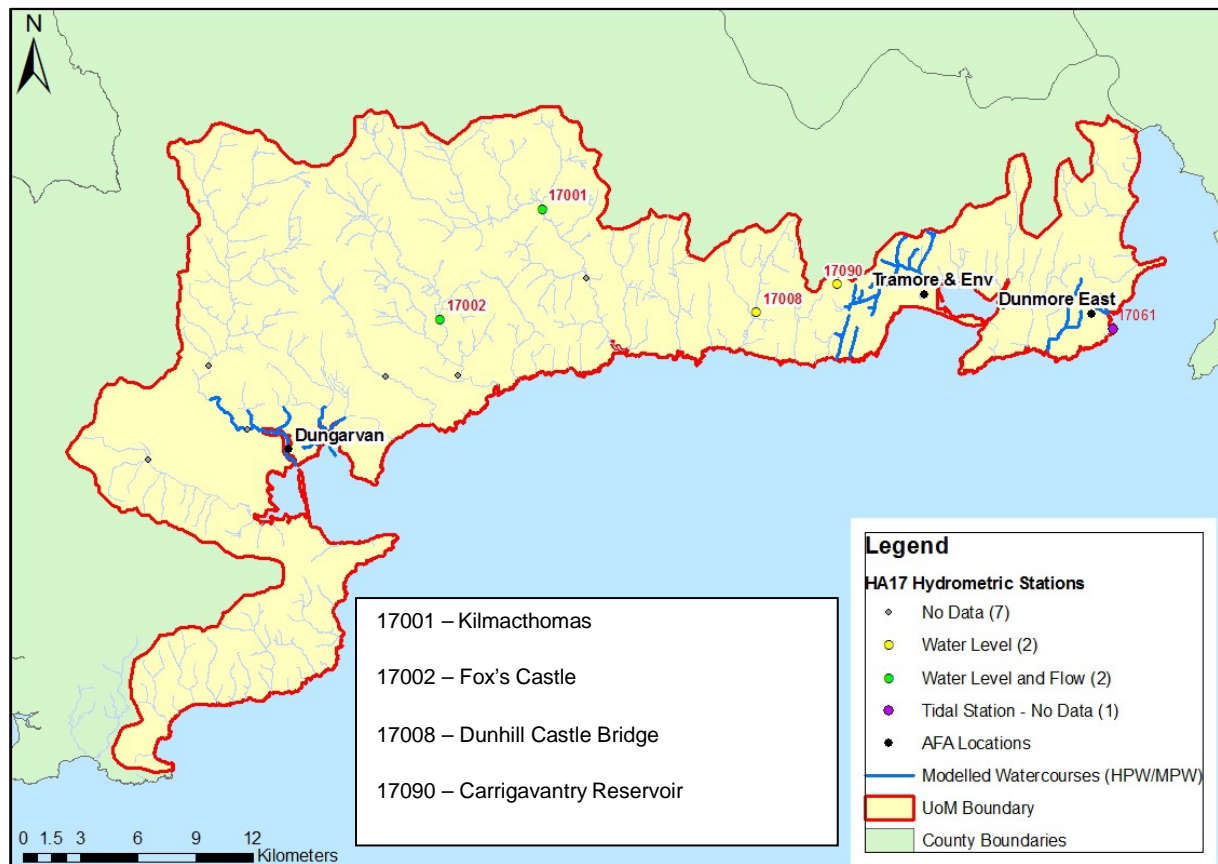 N
17001
17090
Tramore & Env
17008
Dunmore East
17002
17061
Dungarvan
17001 – Kilmacthomas
17002 – Fox's Castle
17008 – Dunhill Castle Bridge
17090 – Carrigavantry Reservoir
Legend
HA17 Hydrometric Stations
No Data (7)
Water Level (2)
Water Level and Flow (2)
Tidal Station - No Data (1)
AFA Locations
Modelled Watercourses (HPW/MPW)
UoM Boundary
County Boundaries
0 1.5 3 6 9 12
Kilometers